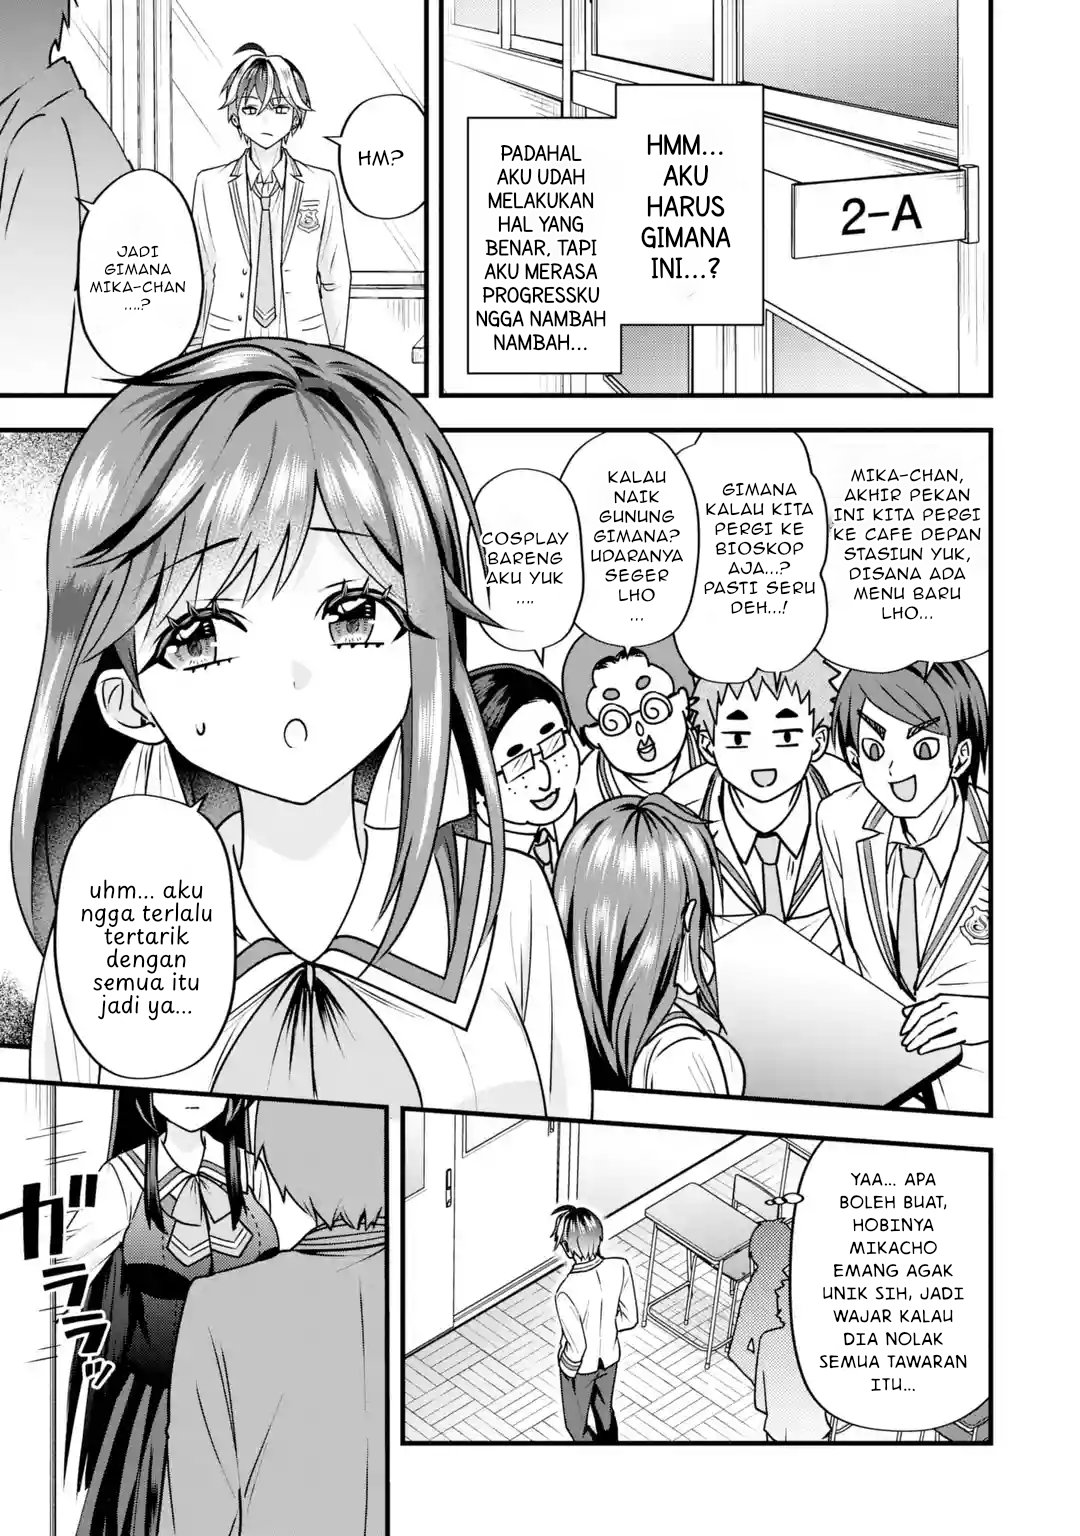 2-A
HMM...
AKU
HARUS
GIMANA
INI...?
PADAHAL
AKU UDAH
MELAKUKAN
HAL YANG
BENAR, TAPI
AKU MERASA
PROGRESSKU
NGGA NAMBAH
NAMBAH...
HM?
JADI
GIMANA
MIKA-CHAN
....?
MIKA-CHAN,
AKHIR PEKAN
INI KITA PERGI
KE CAFE DEPAN
STASIUN YUK,
DISANA ADA
MENU BARU
LHO...
GIMANA
KALAU KITA
PERGI KE
BIOSKOP
AJA...?
PASTI SERU
DEH...!
KALAU
NAIK
GUNUNG
GIMANA?
UDARANYA
SEGER
LHO
...
COSPLAY
BARENG
AKU YUK
....
uhm... aku
ngga terlalu
tertarik
dengan
semua itu
jadi ya...
YAA... APA
BOLEH BUAT,
HOBINYA
MIKACHO
EMANG AGAK
UNIK SIH, JADI
WAJAR KALAU
DIA NOLAK
SEMUA TAWARAN
ITU...
ガララッ